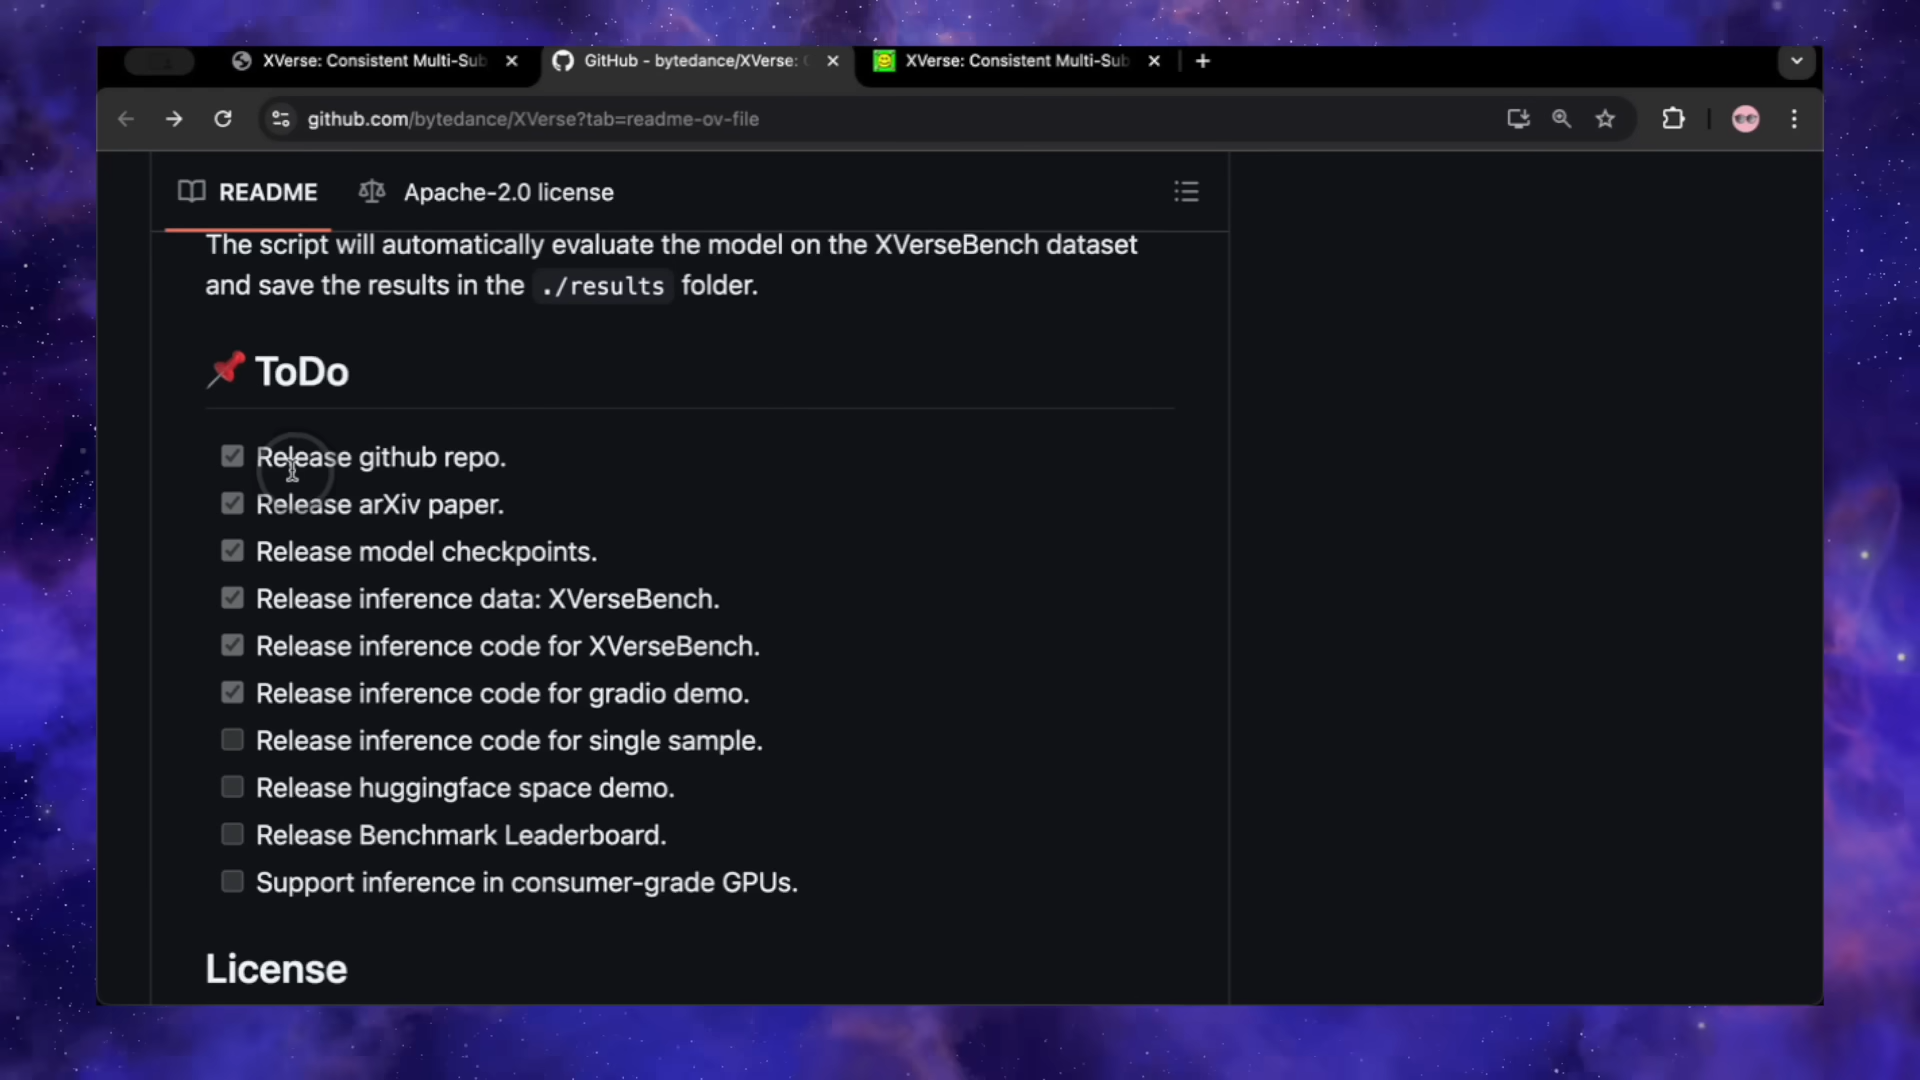 XVerse: Consistent Multi-Sub
GitHub - bytedance/XVerse:
XVerse: Consistent Multi-Sub
github.com/bytedance/XVerse?tab=readme-ov-file
README
Apache-2.0 license
The script will automatically evaluate the model on the XVerseBench dataset
and save the results in the ./results folder.
ToDo
Release github repo.
Release arXiv paper.
Release model checkpoints.
Release inference data: XVerseBench.
Release inference code for XVerseBench.
Release inference code for gradio demo.
Release inference code for single sample.
Release huggingface space demo.
Release Benchmark Leaderboard.
Support inference in consumer-grade GPUs.
License